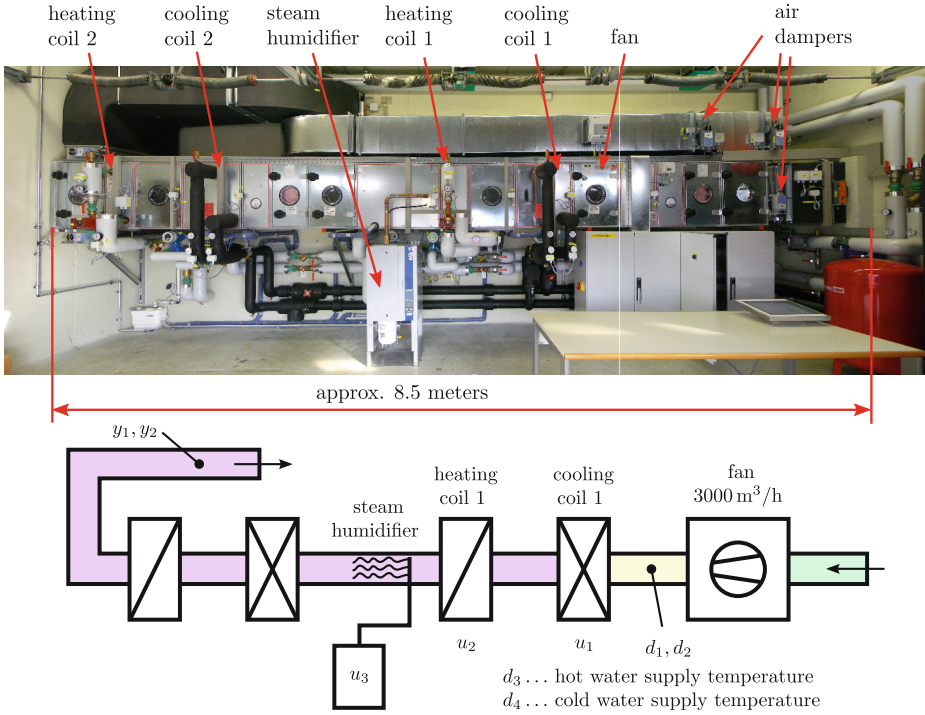 heating
coil 2
cooling
coil 2
steam
humidifier
heating
coil 1
cooling
coil 1
fan
air
dampers
approx. 8.5 meters
y₁, y₂
steam
humidifier
heating
coil 1
cooling
coil 1
fan
3000 m³/h
u₃
u₂
u₁
d₁, d₂
d₃ … hot water supply temperature
d₄ … cold water supply temperature